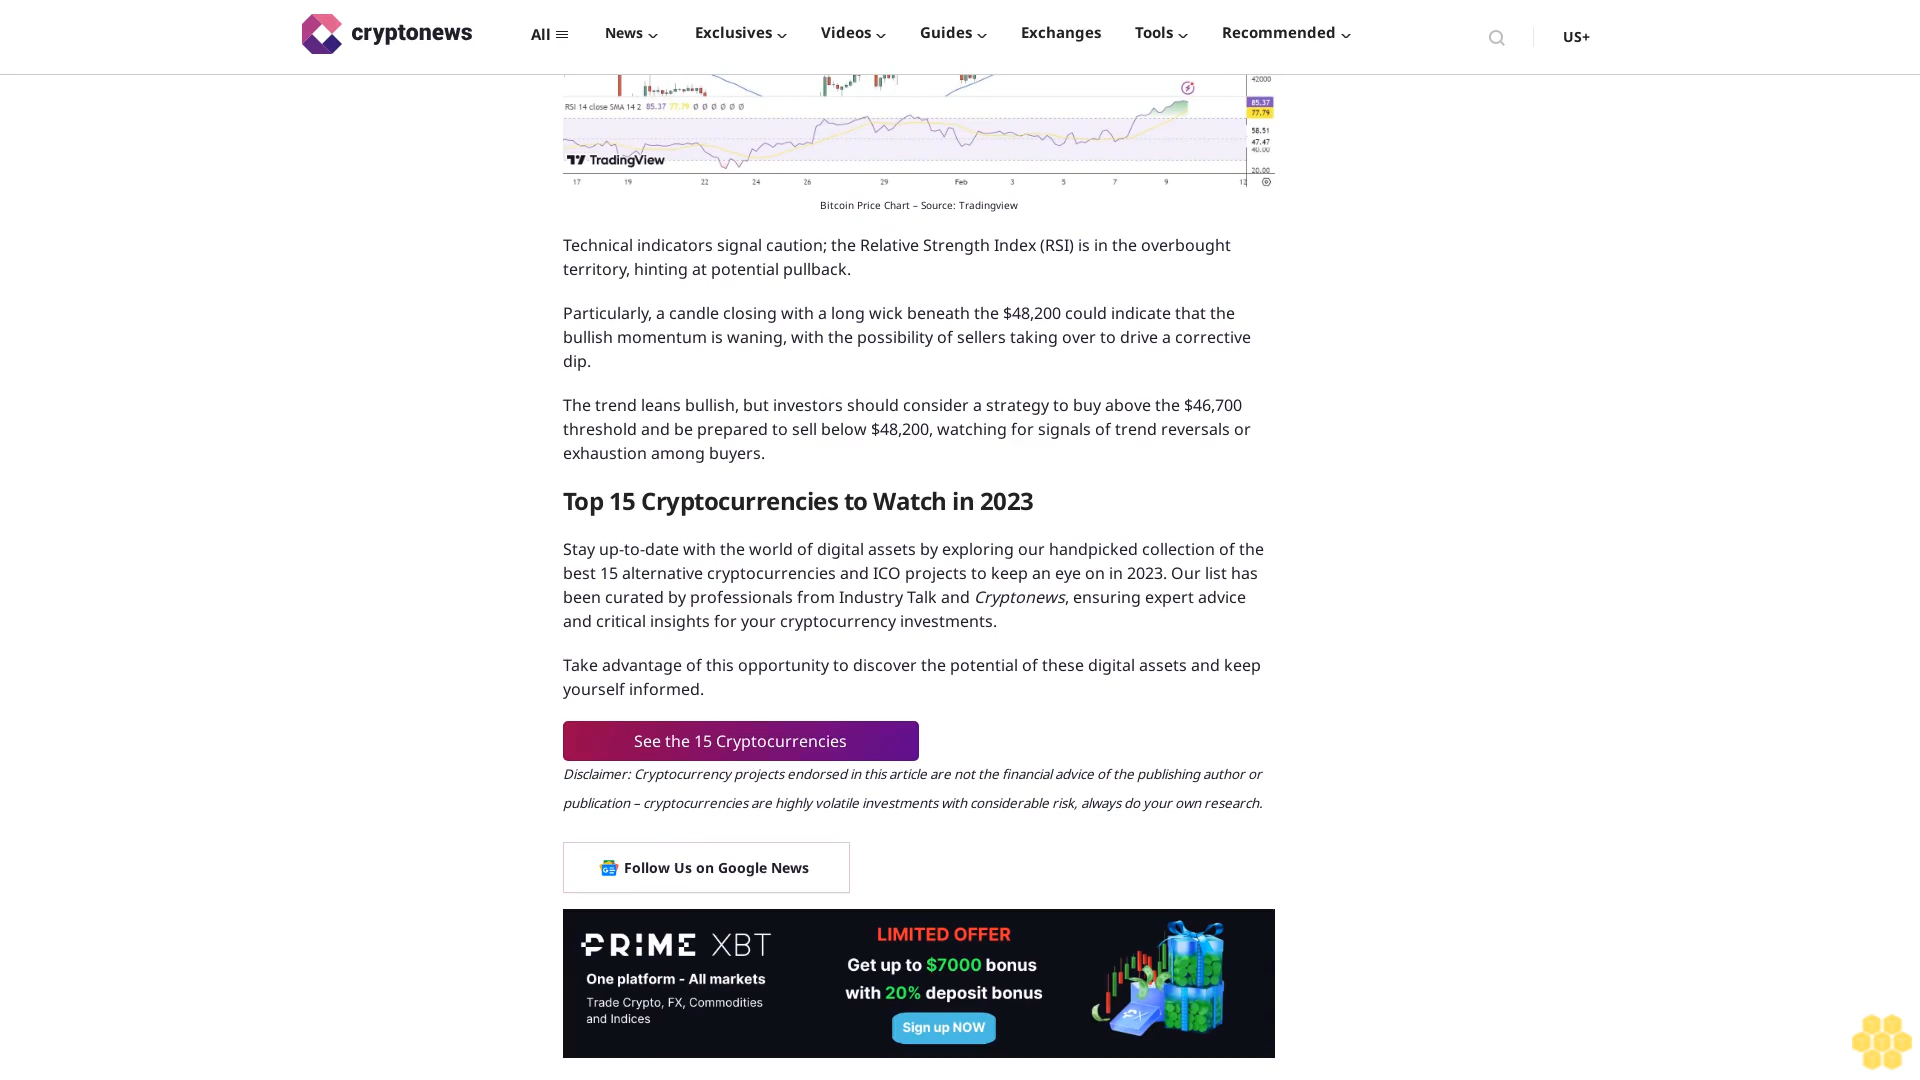 cryptonews
All
News
Exclusives
Videos
Guides
Exchanges
Tools
Recommended
US+
42000
RSI 14 close SMA 14 2 85.37 77.79 Ø Ø Ø Ø Ø Ø
85.37
77.79
58.51
47.47
40.00
20.00
TradingView
17 19 22 24 26 29 Feb 3 5 7 9 12
Bitcoin Price Chart – Source: Tradingview
Technical indicators signal caution; the Relative Strength Index (RSI) is in the overbought
territory, hinting at potential pullback.
Particularly, a candle closing with a long wick beneath the $48,200 could indicate that the
bullish momentum is waning, with the possibility of sellers taking over to drive a corrective
dip.
The trend leans bullish, but investors should consider a strategy to buy above the $46,700
threshold and be prepared to sell below $48,200, watching for signals of trend reversals or
exhaustion among buyers.
Top 15 Cryptocurrencies to Watch in 2023
Stay up-to-date with the world of digital assets by exploring our handpicked collection of the
best 15 alternative cryptocurrencies and ICO projects to keep an eye on in 2023. Our list has
been curated by professionals from Industry Talk and Cryptonews, ensuring expert advice
and critical insights for your cryptocurrency investments.
Take advantage of this opportunity to discover the potential of these digital assets and keep
yourself informed.
See the 15 Cryptocurrencies
Disclaimer: Cryptocurrency projects endorsed in this article are not the financial advice of the publishing author or
publication – cryptocurrencies are highly volatile investments with considerable risk, always do your own research.
Follow Us on Google News
PRIME XBT
One platform - All markets
Trade Crypto, FX, Commodities
and Indices
LIMITED OFFER
Get up to $7000 bonus
with 20% deposit bonus
Sign up NOW